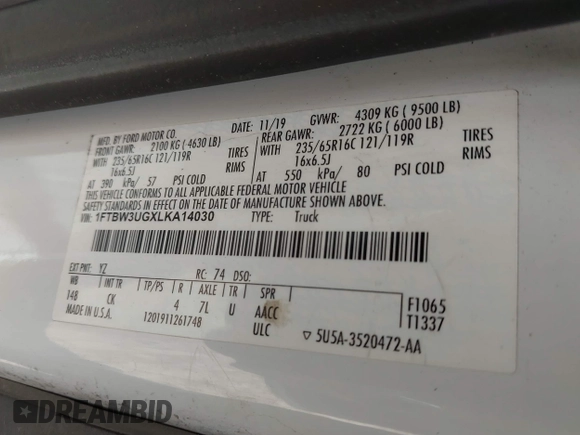 MFD. BY FORD MOTOR CO.
DATE: 11/19 GVWR: 4309 KG ( 9500 LB)
FRONT GAWR: 2100 KG ( 4630 LB)
REAR GAWR: 2722 KG ( 6000 LB)
WITH 235/65R16C 121/119R TIRES
WITH 235/65R16C 121/119R TIRES
16x6.5J RIMS
16x6.5J RIMS
AT 390 kPa/ 57 PSI COLD
AT 550 kPa/ 80 PSI COLD
THIS VEHICLE CONFORMS TO ALL APPLICABLE FEDERAL MOTOR VEHICLE
SAFETY STANDARDS IN EFFECT ON THE DATE OF MANUFACTURE SHOWN ABOVE.
VIN: 1FTBW3UGXLKA14030 TYPE: Truck
EXT PNT: YZ RC: 74 DSO:
WB INT TR TP/PS R AXLE TR SPR
148 CK 4 7L U AACC
F1065
T1337
MADE IN U.S.A. 1201911261748 ULC
▽ 5U5A-3520472-AA
DREAMBID